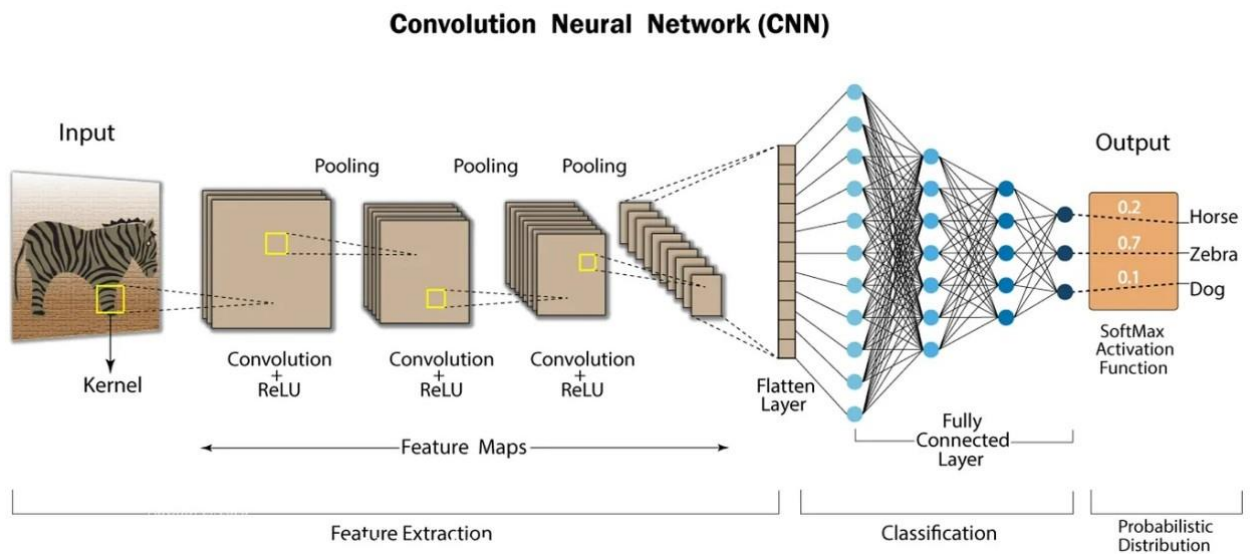 Convolution Neural Network (CNN)
Input
Pooling
Pooling
Pooling
Output
0.2
Horse
0.7
Zebra
0.1
Dog
Kernel
Convolution
+
ReLU
Convolution
+
ReLU
Convolution
+
ReLU
Flatten
Layer
SoftMax
Activation
Function
Feature Maps
Fully
Connected
Layer
Feature Extraction
Classification
Probabilistic
Distribution